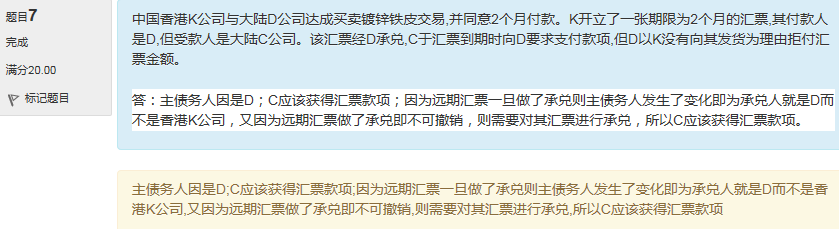 题目7
完成
满分20.00
标记题目
中国香港K公司与大陆D公司达成买卖镀锌铁皮交易,并同意2个月付款。K开立了一张期限为2个月的汇票,其付款人
是D,但受款人是大陆C公司。该汇票经D承兑,C于汇票到期时向D要求支付款项,但D以K没有向其发货为理由拒付汇
票金额。
答：主债务人因是D；C应该获得汇票款项；因为远期汇票一旦做了承兑则主债务人发生了变化即为承兑人就是D而
不是香港K公司，又因为远期汇票做了承兑即不可撤销，则需要对其汇票进行承兑，所以C应该获得汇票款项。
主债务人因是D;C应该获得汇票款项;因为远期汇票一旦做了承兑则主债务人发生了变化即为承兑人就是D而不是香
港K公司,又因为远期汇票做了承兑即不可撤销,则需要对其汇票进行承兑,所以C应该获得汇票款项